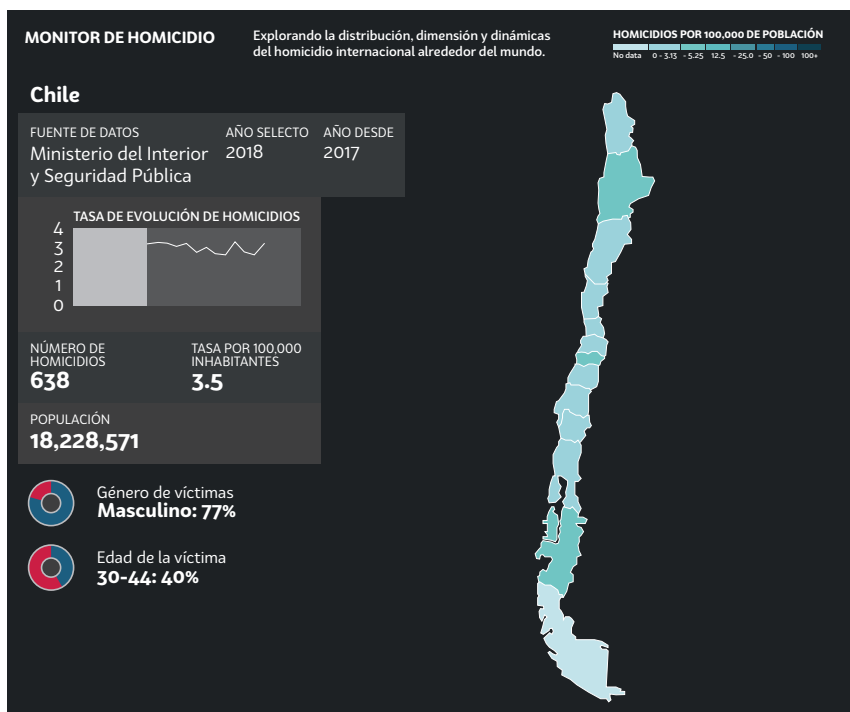 MONITOR DE HOMICIDIO
Explorando la distribución, dimensión y dinámicas
del homicidio internacional alrededor del mundo.
HOMICIDIOS POR 100,000 DE POBLACIÓN
No data 0 - 3.13 - 5.25 12.5 - 25.0 - 50 - 100 100+
Chile
FUENTE DE DATOS
Ministerio del Interior
y Seguridad Pública
AÑO SELECTO
2018
AÑO DESDE
2017
TASA DE EVOLUCIÓN DE HOMICIDIOS
4
3
2
1
0
NÚMERO DE
HOMICIDIOS
638
TASA POR 100,000
INHABITANTES
3.5
POPULACIÓN
18,228,571
Género de víctimas
Masculino: 77%
Edad de la víctima
30-44: 40%